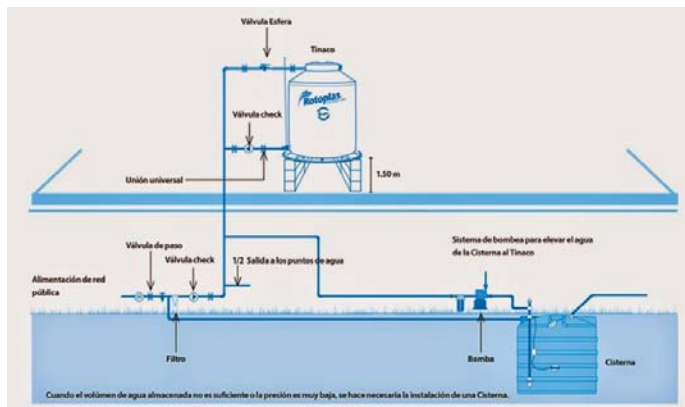 Válvula Esfera
Tinaco
Rotoplas
Válvula check
1.50 m
Unión universal
Válvula de paso
Válvula check
1/2 Salida a los puntos de agua
Sistema de bombea para elevar el agua
de la Cisterna al Tinaco
Alimentación de red
pública
Filtro
Bomba
Cisterna
Cuando el volúmen de agua almacenada no es suficiente o la presión es muy baja, se hace necesaria la instalación de una Cisterna.